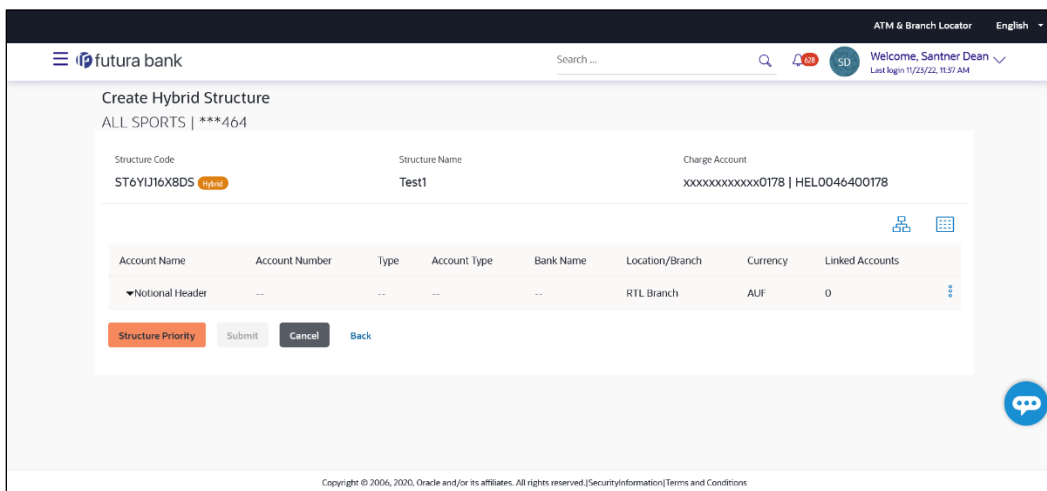 ATM & Branch Locator English
futura bank Search ... 628 SD Welcome, Santner Dean
Last login 11/23/22, 11:37 AM
Create Hybrid Structure
ALL SPORTS | ***464
Structure Code Structure Name Charge Account
ST6YIJ16X8DS Hybrid Test1 xxxxxxxxxxxx0178 | HEL0046400178
Account Name Account Number Type Account Type Bank Name Location/Branch Currency Linked Accounts
Notional Header -- -- -- -- RTL Branch AUF 0
Structure Priority Submit Cancel Back
Copyright © 2006, 2020, Oracle and/or its affiliates. All rights reserved.|SecurityInformation|Terms and Conditions